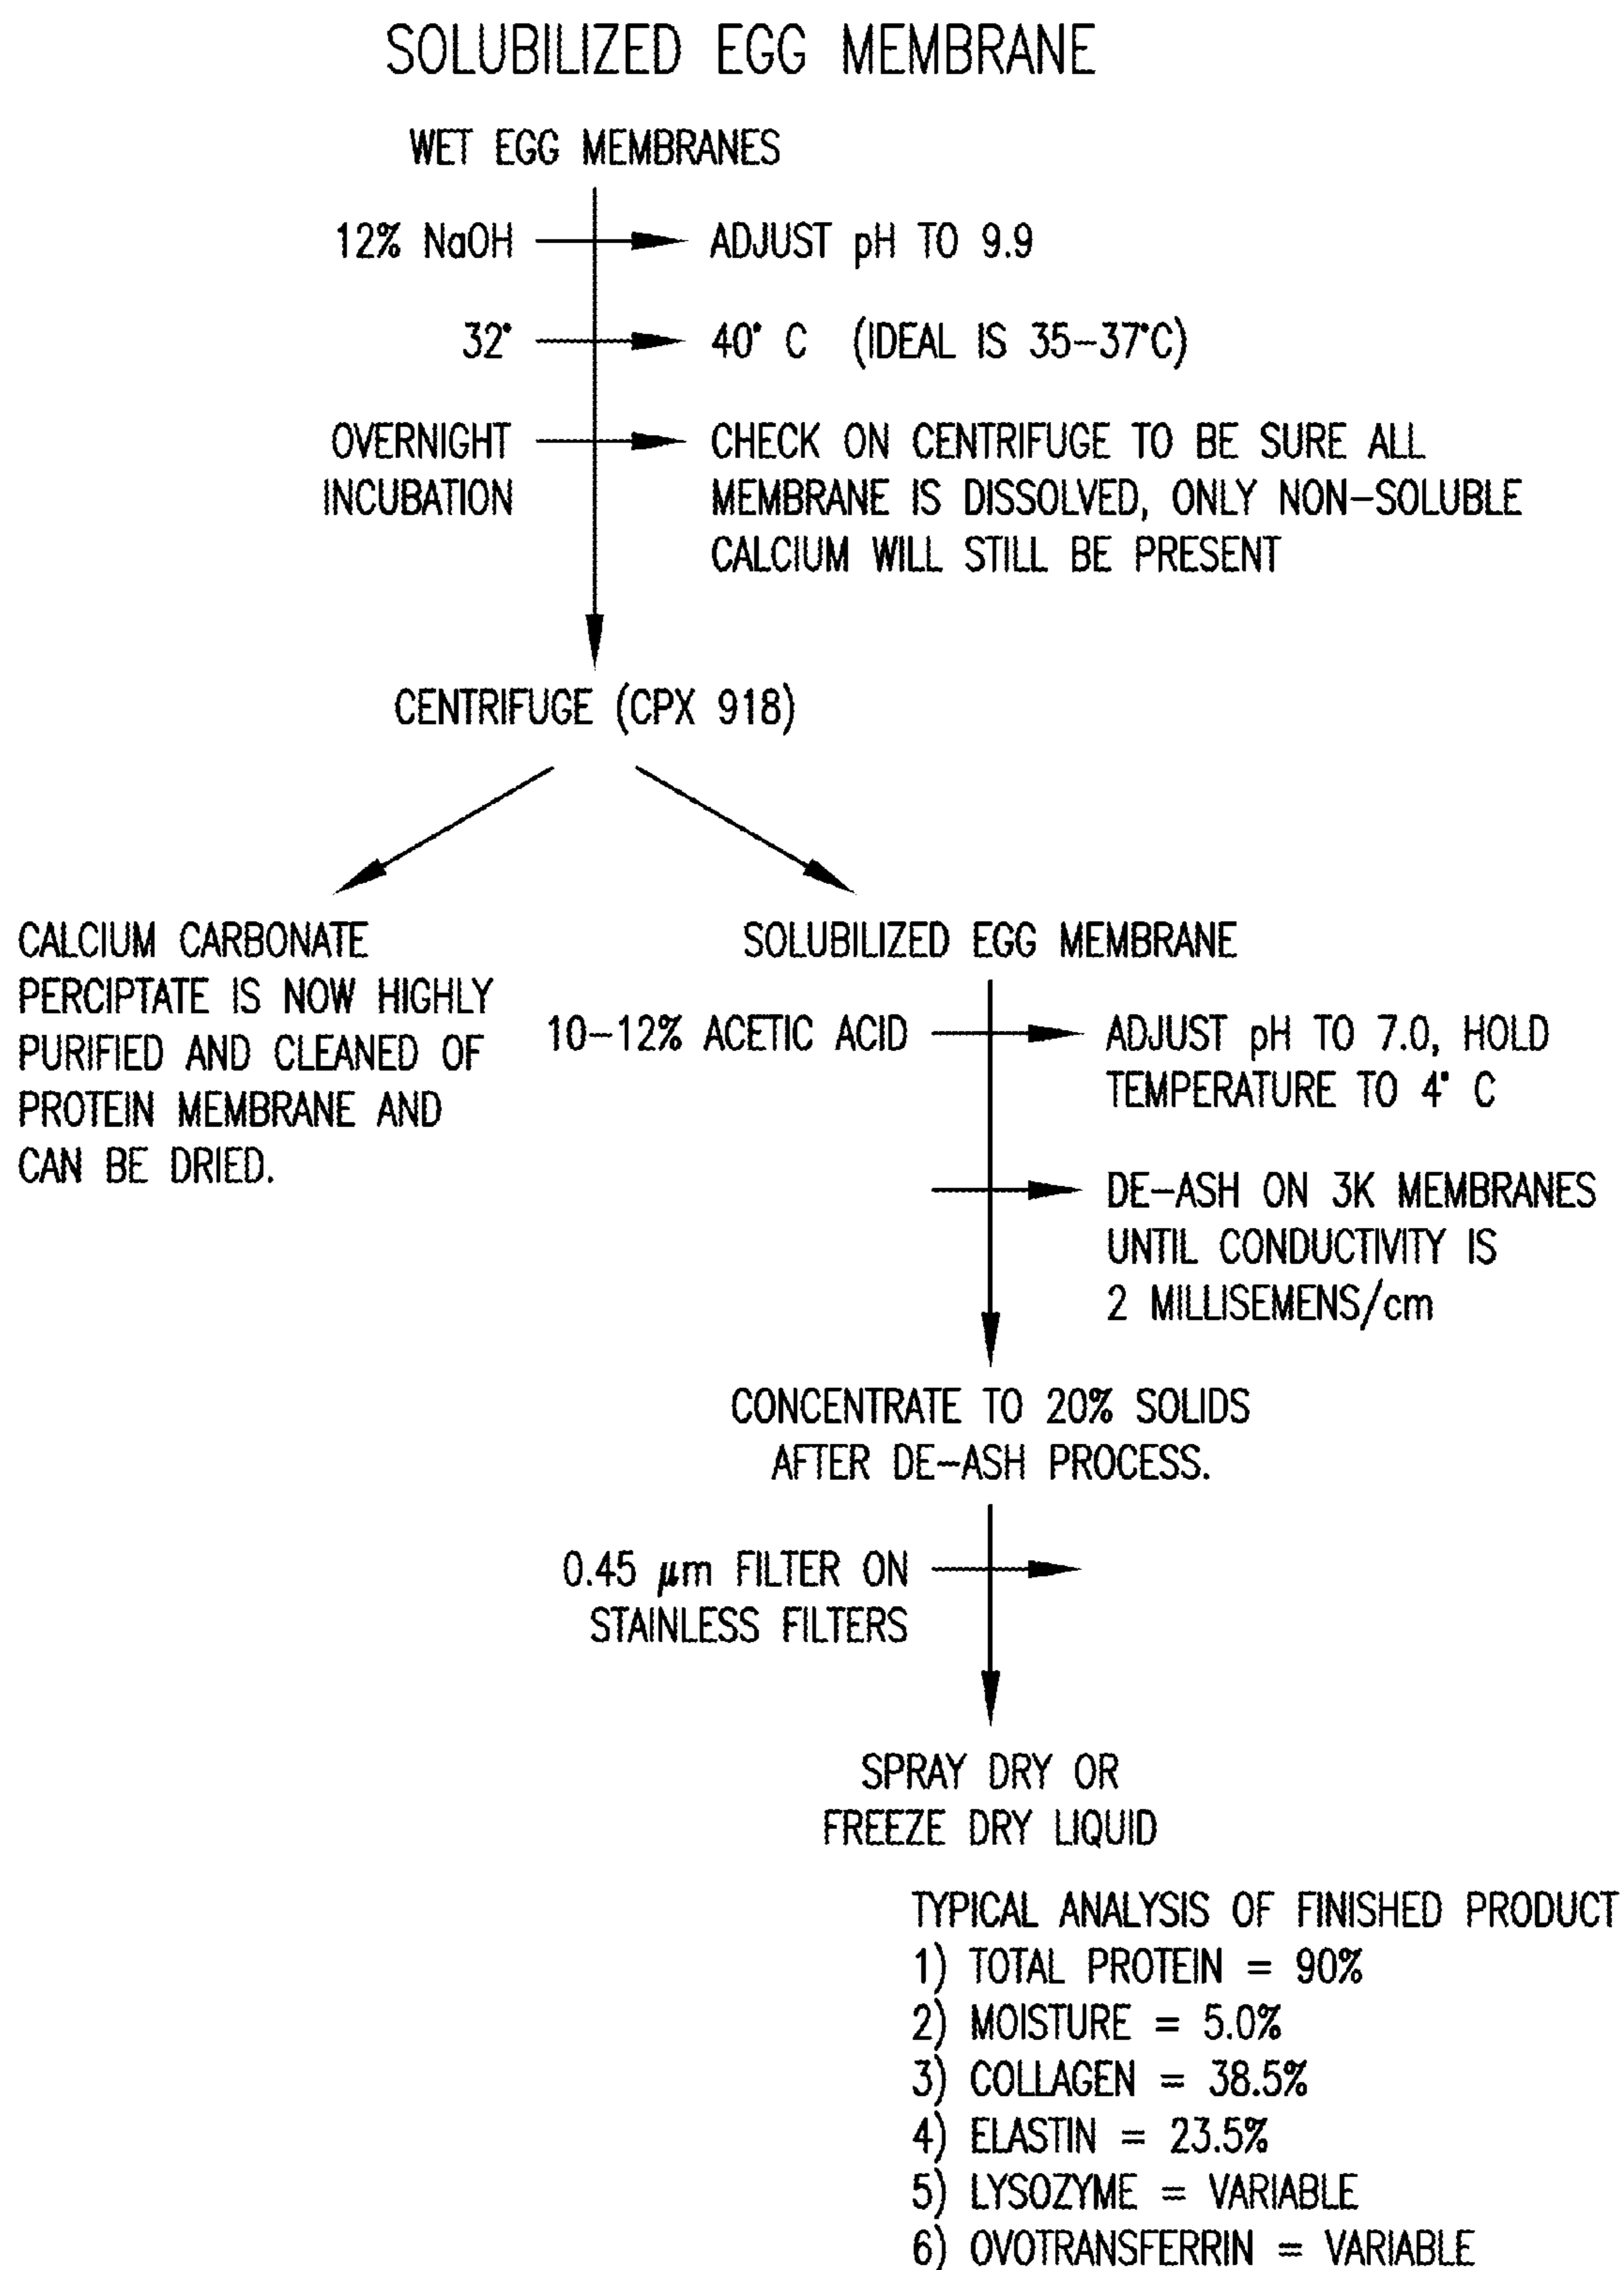 SOLUBILIZED EGG MEMBRANE
WET EGG MEMBRANES
12% NaOH
ADJUST pH TO 9.9
32°
40° C (IDEAL IS 35-37°C)
OVERNIGHT
INCUBATION
CHECK ON CENTRIFUGE TO BE SURE ALL
MEMBRANE IS DISSOLVED, ONLY NON-SOLUBLE
CALCIUM WILL STILL BE PRESENT
CENTRIFUGE (CPX 918)
CALCIUM CARBONATE
PERCIPTATE IS NOW HIGHLY
PURIFIED AND CLEANED OF
PROTEIN MEMBRANE AND
CAN BE DRIED.
SOLUBILIZED EGG MEMBRANE
10-12% ACETIC ACID
ADJUST pH TO 7.0, HOLD
TEMPERATURE TO 4° C
DE-ASH ON 3K MEMBRANES
UNTIL CONDUCTIVITY IS
2 MILLISEMENS/cm
CONCENTRATE TO 20% SOLIDS
AFTER DE-ASH PROCESS.
0.45 μm FILTER ON
STAINLESS FILTERS
SPRAY DRY OR
FREEZE DRY LIQUID
TYPICAL ANALYSIS OF FINISHED PRODUCT
1) TOTAL PROTEIN = 90%
2) MOISTURE = 5.0%
3) COLLAGEN = 38.5%
4) ELASTIN = 23.5%
5) LYSOZYME = VARIABLE
6) OVOTRANSFERRIN = VARIABLE